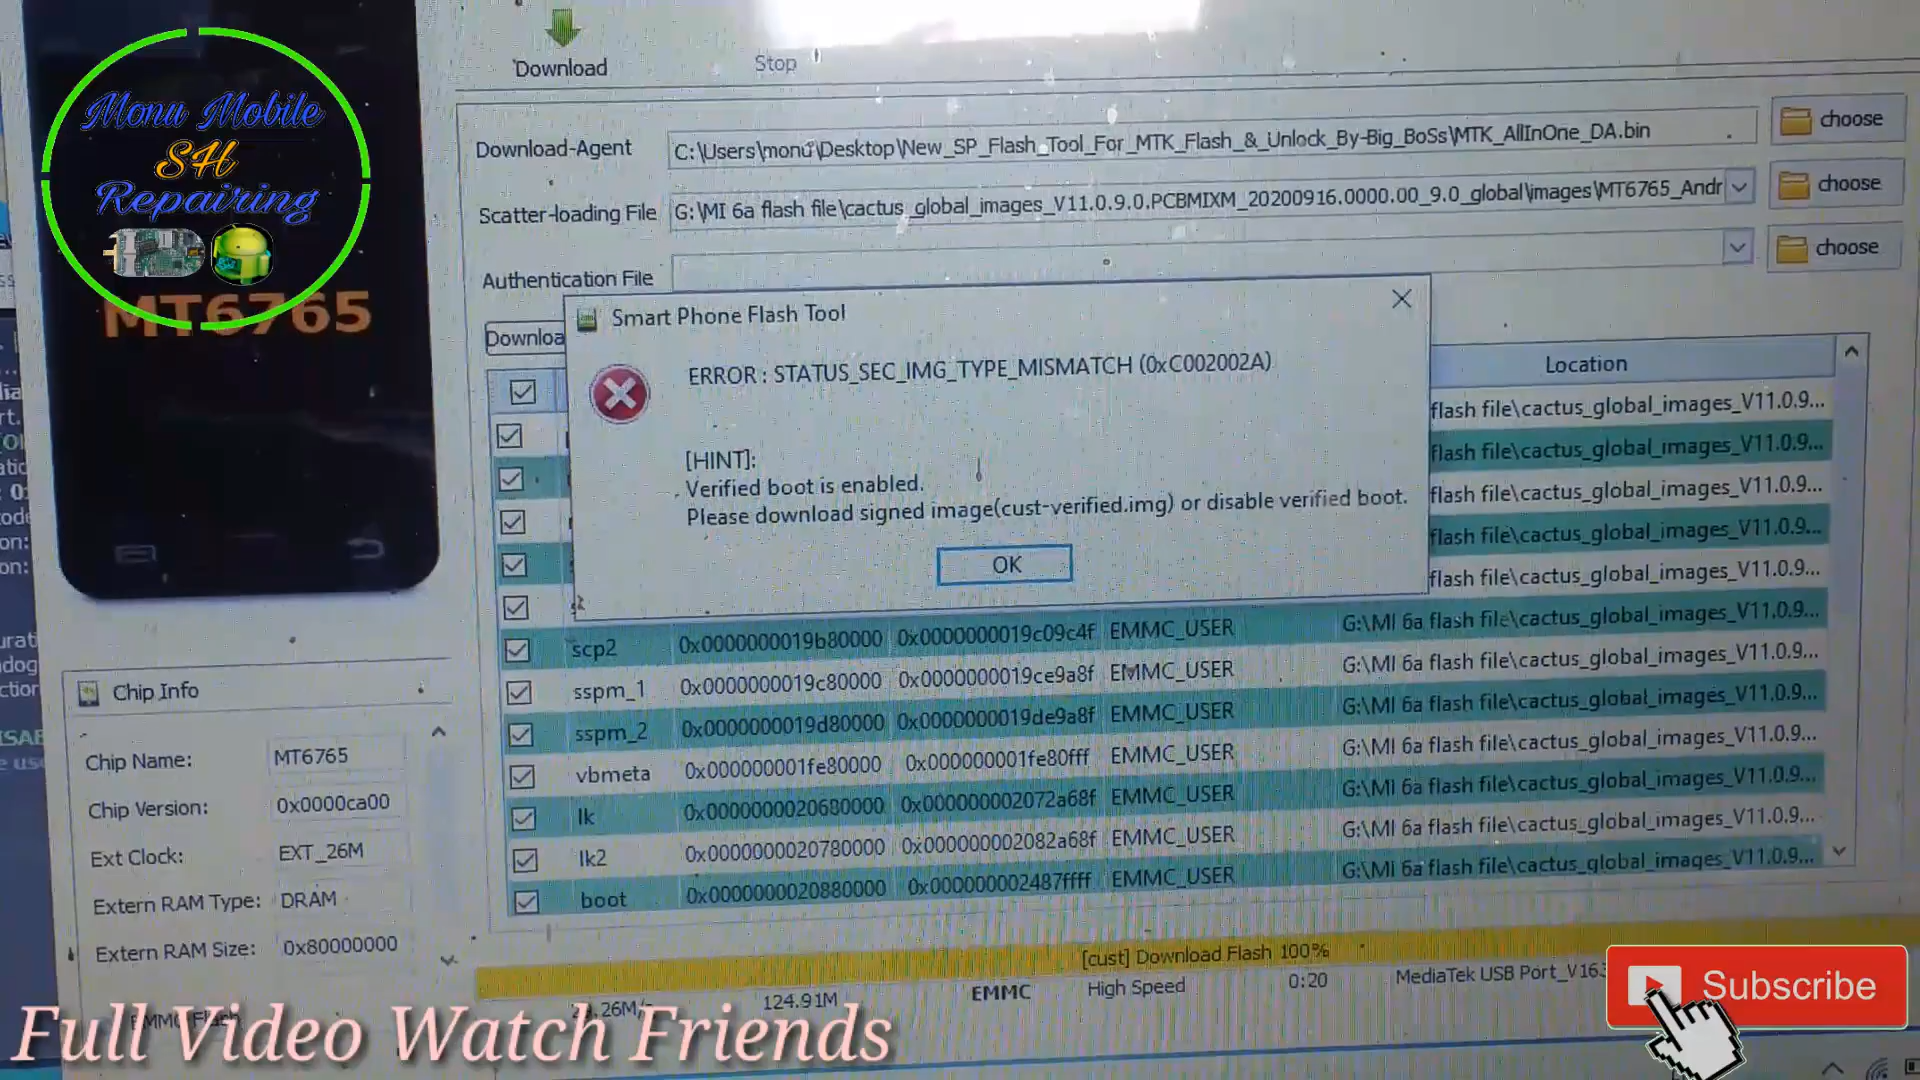 Download
Stop
Download-Agent
C:\Users\monu\Desktop\New_SP_Flash_Tool_For_MTK_Flash_&_Unlock_By-Big_BoSs\MTK_AllInOne_DA.bin
choose
Scatter-loading File
G:\MI 6a flash file\cactus_global_images_V11.0.9.0.PCBMIXM_20200916.0000.00_9.0_global\images\MT6765_Andr
choose
Authentication File
choose
Monu Mobile
SH
Repairing
MT6765
Smart Phone Flash Tool
ERROR : STATUS_SEC_IMG_TYPE_MISMATCH (0xC002002A)
[HINT]:
Verified boot is enabled.
Please download signed image(cust-verified.img) or disable verified boot.
OK
Location
flash file\cactus_global_images_V11.0.9...
flash file\cactus_global_images_V11.0.9...
flash file\cactus_global_images_V11.0.9...
flash file\cactus_global_images_V11.0.9...
flash file\cactus_global_images_V11.0.9...
scp2 0x0000000019b80000 0x0000000019c09c4f EMMC_USER G:\MI 6a flash file\cactus_global_images_V11.0.9...
sspm_1 0x0000000019c80000 0x0000000019ce9a8f EMMC_USER G:\MI 6a flash file\cactus_global_images_V11.0.9...
sspm_2 0x0000000019d80000 0x0000000019de9a8f EMMC_USER G:\MI 6a flash file\cactus_global_images_V11.0.9...
vbmeta 0x000000001fe80000 0x000000001fe80fff EMMC_USER G:\MI 6a flash file\cactus_global_images_V11.0.9...
lk 0x0000000020680000 0x000000002072a68f EMMC_USER G:\MI 6a flash file\cactus_global_images_V11.0.9...
lk2 0x0000000020780000 0x000000002082a68f EMMC_USER G:\MI 6a flash file\cactus_global_images_V11.0.9...
boot 0x0000000020880000 0x000000002487ffff EMMC_USER G:\MI 6a flash file\cactus_global_images_V11.0.9...
Chip Info
Chip Name: MT6765
Chip Version: 0x0000ca00
Ext Clock: EXT_26M
Extern RAM Type: DRAM
Extern RAM Size: 0x80000000
EMMC Flash
[cust] Download Flash 100%
124.91M
EMMC
High Speed
0:20
MediaTek USB Port_V163
Subscribe
Full Video Watch Friends